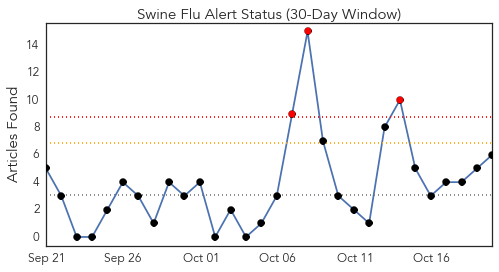 Swine Flu Alert Status (30-Day Window)
Articles Found
14
12
10
8
6
4
2
0
Sep 21
Sep 26
Oct 01
Oct 06
Oct 11
Oct 16